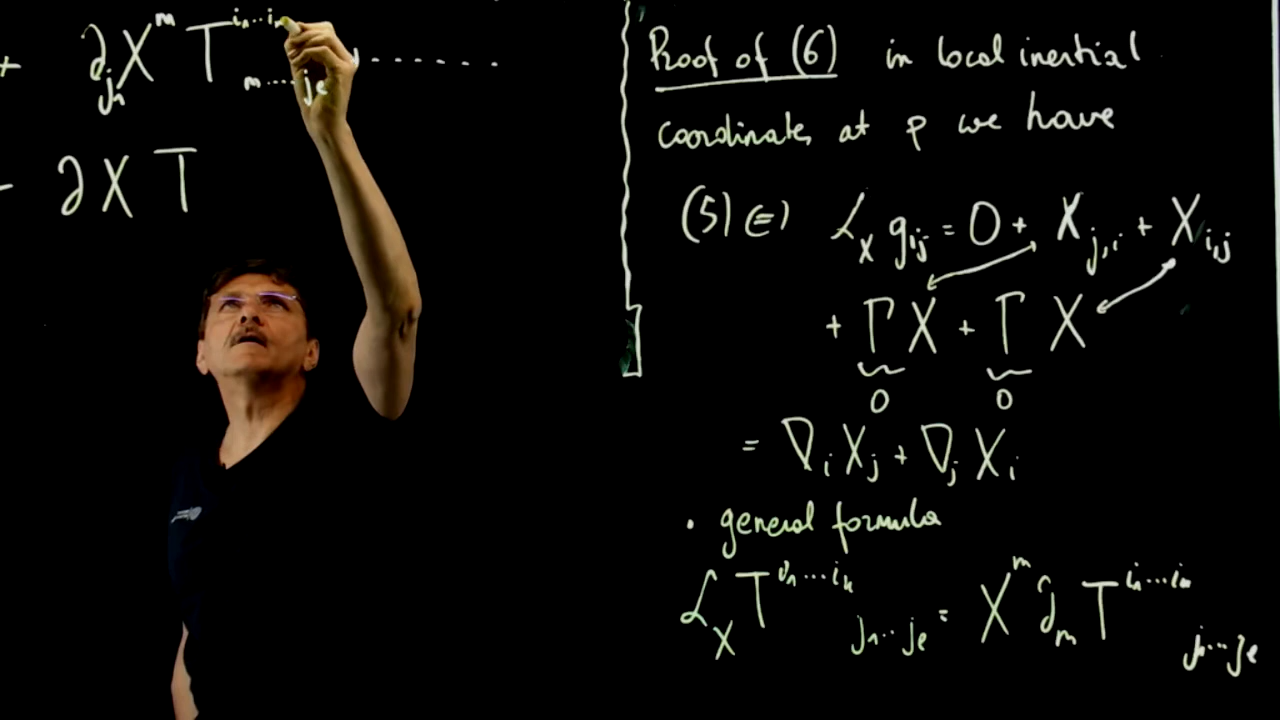 + ∂_{j₁} X^m T^{i₁...i_k}_{m....j_l} + .......
- ∂ X T
Proof of (6) in local inertial
coordinates at p we have
(5) ∈) ℒ_X g_{ij} = 0 + X_{j,i} + X_{i,j}
+ Γ X + Γ X
0 0
= ∇_i X_j + ∇_j X_i
• general formula
ℒ_X T^{i₁...i_k}_{j₁...j_l} = X^m ∂_m T^{i₁...i_k}_{j₁...j_l}